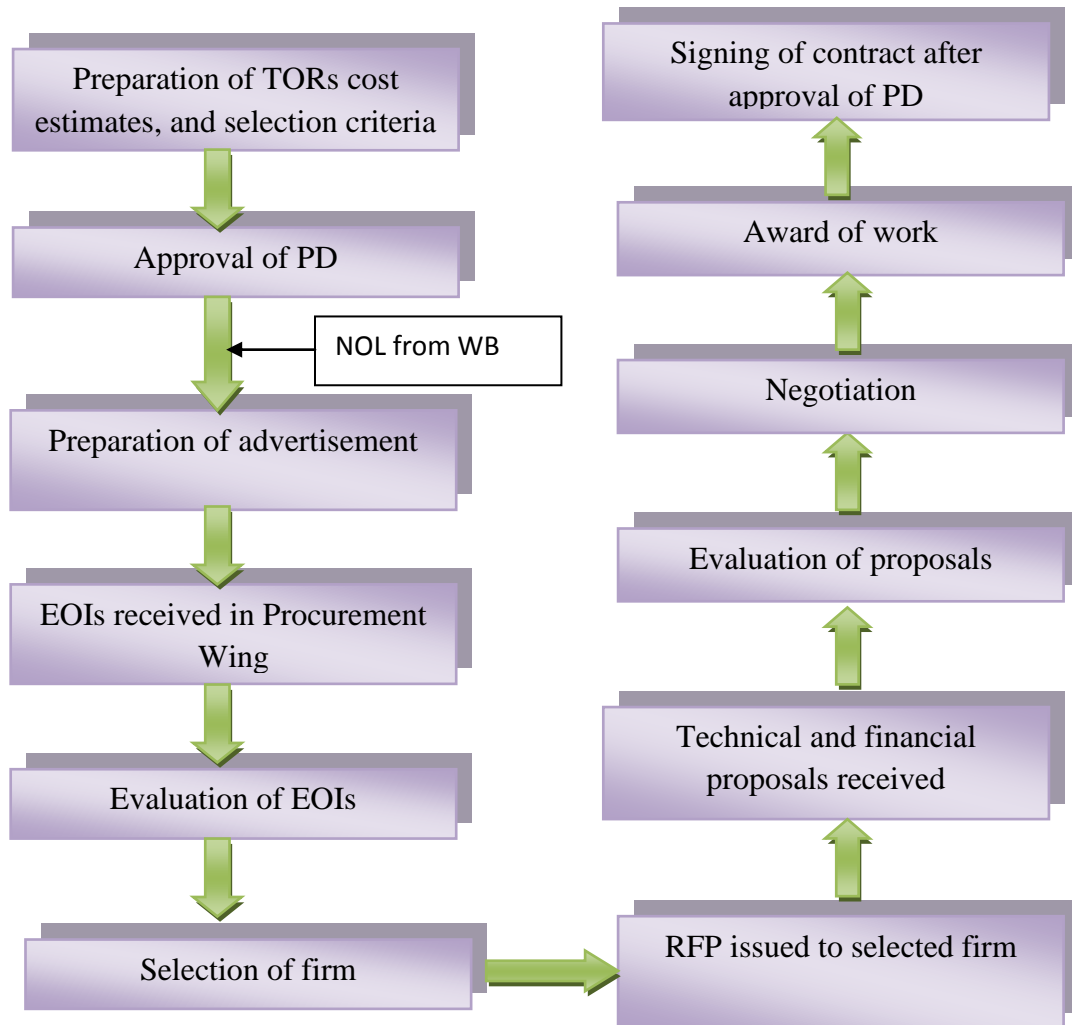 Preparation of TORs cost
estimates, and selection criteria
Approval of PD
NOL from WB
Preparation of advertisement
EOIs received in Procurement
Wing
Evaluation of EOIs
Selection of firm
RFP issued to selected firm
Technical and financial
proposals received
Evaluation of proposals
Negotiation
Award of work
Signing of contract after
approval of PD